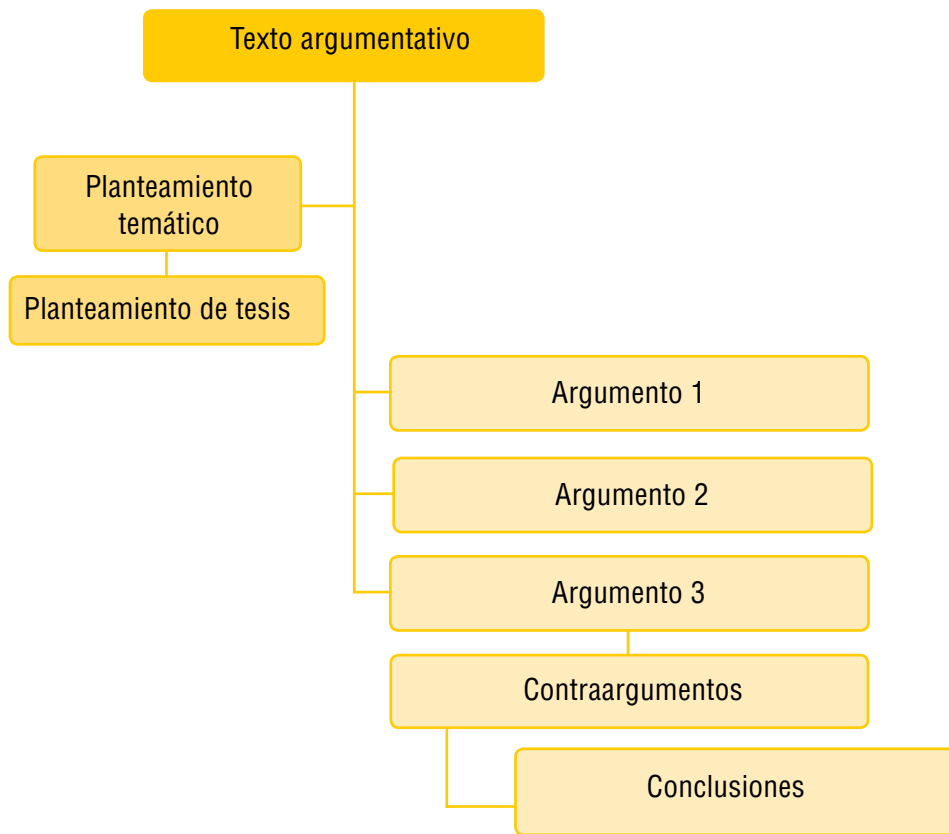 Texto argumentativo
Planteamiento
temático
Planteamiento de tesis
Argumento 1
Argumento 2
Argumento 3
Contraargumentos
Conclusiones